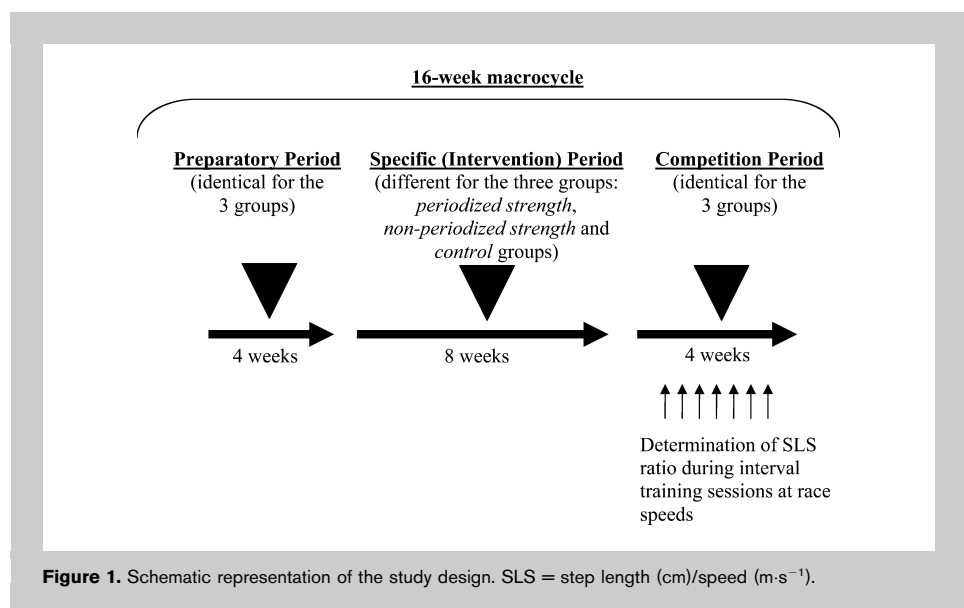 16-week macrocycle
Preparatory Period
(identical for the
3 groups)
Specific (Intervention) Period
(different for the three groups:
periodized strength,
non-periodized strength and
control groups)
Competition Period
(identical for the
3 groups)
4 weeks
8 weeks
4 weeks
Determination of SLS
ratio during interval
training sessions at race
speeds
Figure 1. Schematic representation of the study design. SLS = step length (cm)/speed (m·s⁻¹).